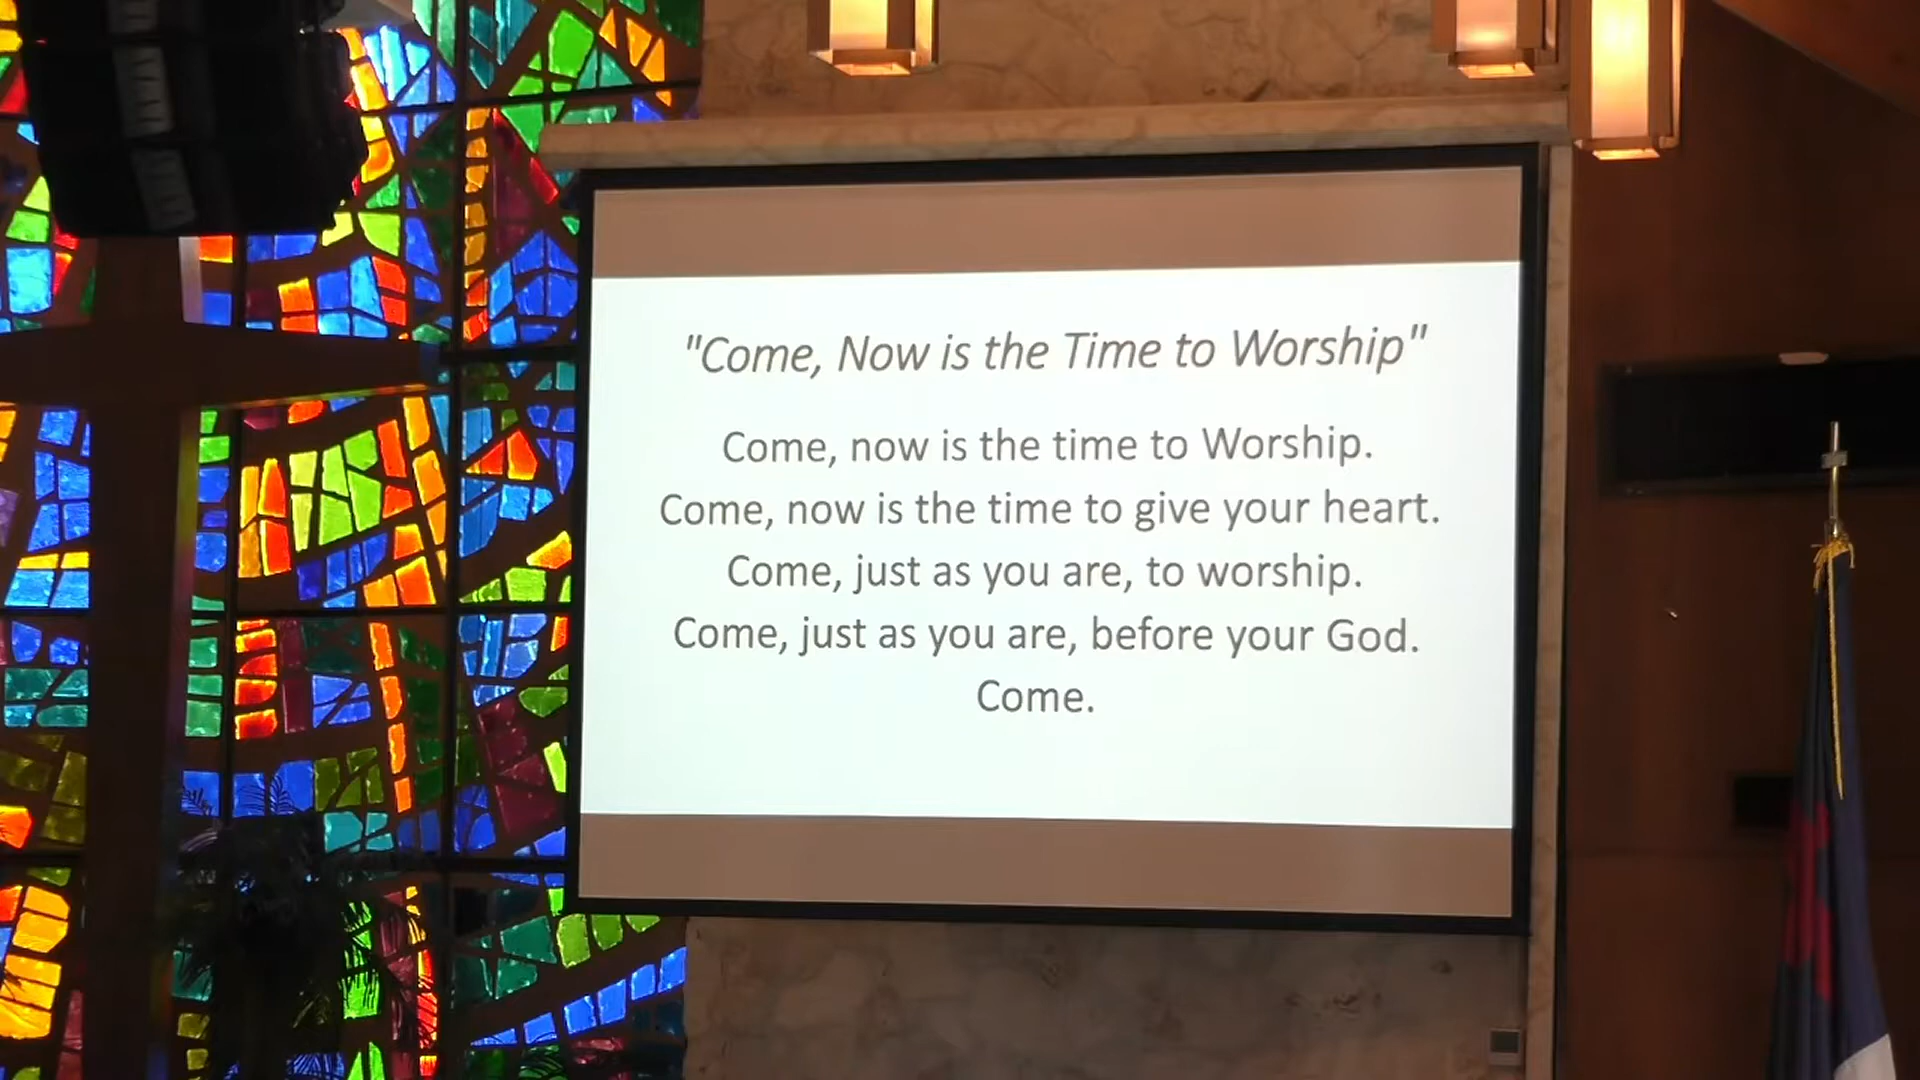 "Come, Now is the Time to Worship"
Come, now is the time to Worship.
Come, now is the time to give your heart.
Come, just as you are, to worship.
Come, just as you are, before your God.
Come.